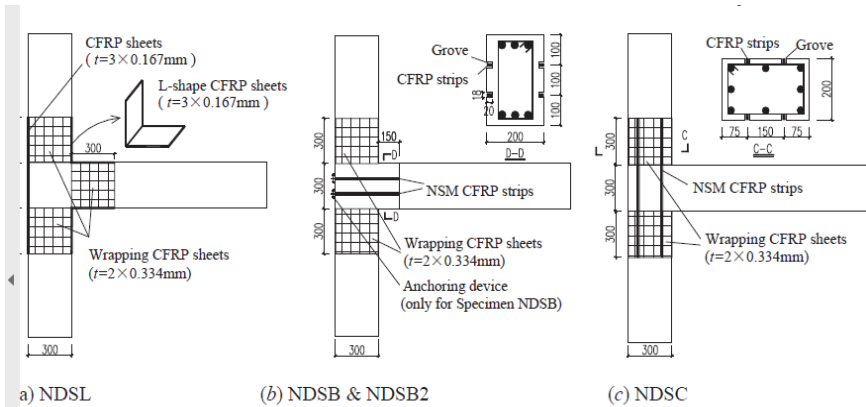 CFRP sheets
(t=3×0.167mm)
L-shape CFRP sheets
(t=3×0.167mm)
300
300
300
300
Wrapping CFRP sheets
(t=2×0.334mm)
300
a) NDSL
Grove
CFRP strips
18
20
100
100
100
200
D-D
150
D
D
300
300
300
NSM CFRP strips
Wrapping CFRP sheets
(t=2×0.334mm)
Anchoring device
(only for Specimen NDSB)
300
(b) NDSB & NDSB2
CFRP strips
Grove
200
75
150
75
C-C
C
300
300
300
NSM CFRP strips
Wrapping CFRP sheets
(t=2×0.334mm)
300
(c) NDSC